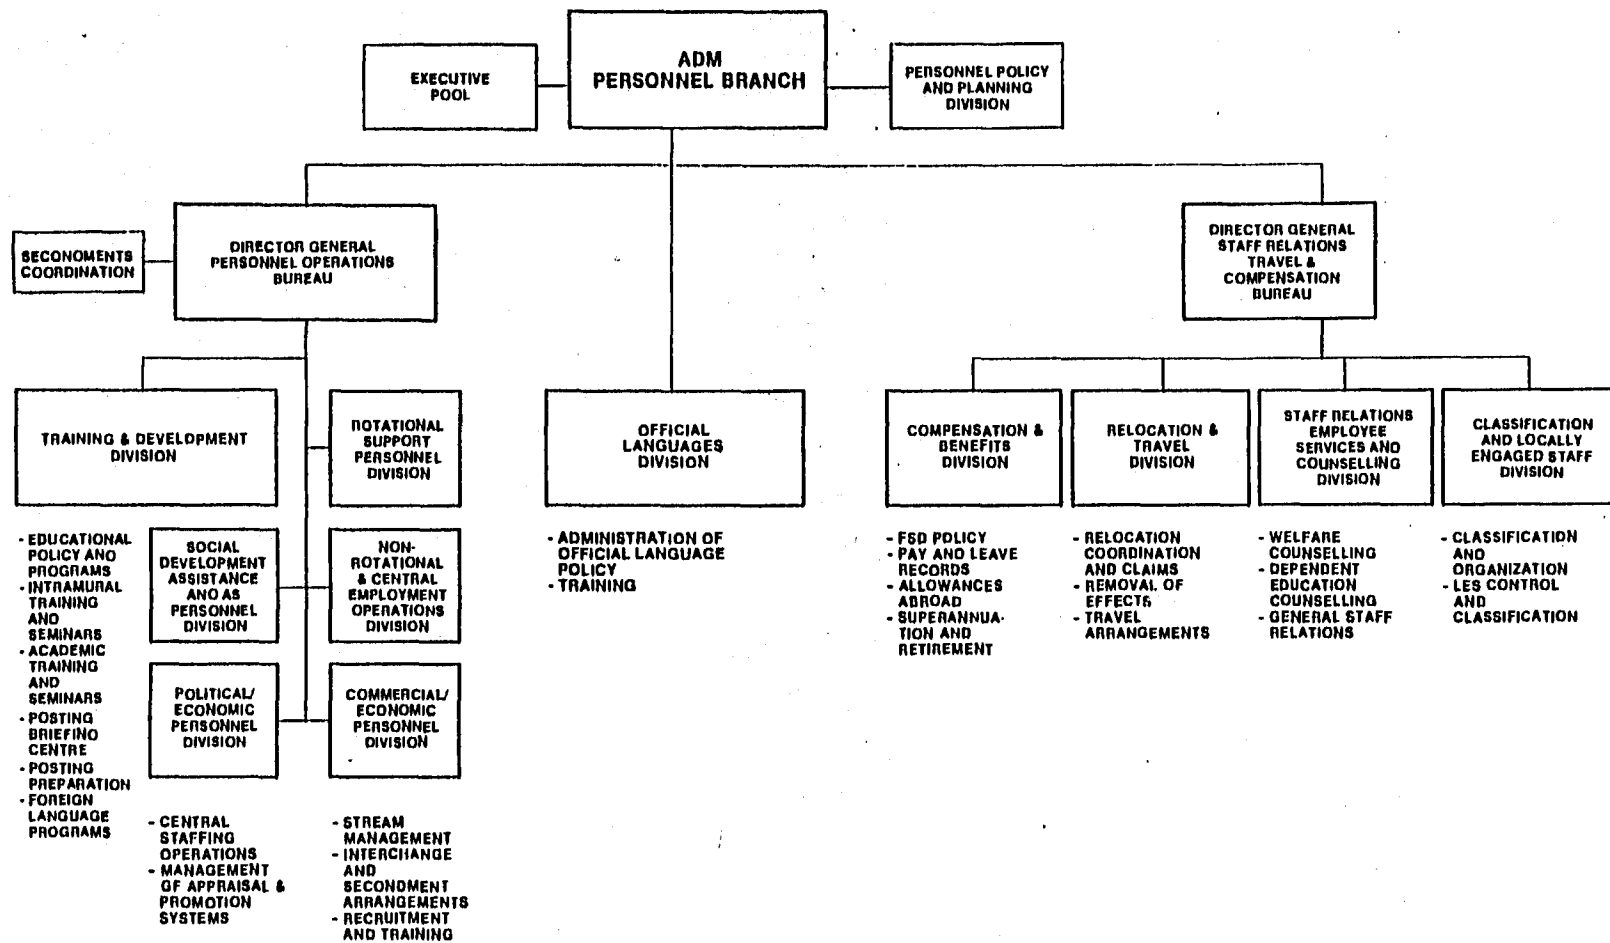 ADM
PERSONNEL BRANCH
EXECUTIVE
POOL
PERSONNEL POLICY
AND PLANNING
DIVISION
SECONOMENTS
COORDINATION
DIRECTOR GENERAL
PERSONNEL OPERATIONS
BUREAU
DIRECTOR GENERAL
STAFF RELATIONS
TRAVEL &
COMPENSATION
BUREAU
TRAINING & DEVELOPMENT
DIVISION
ROTATIONAL
SUPPORT
PERSONNEL
DIVISION
OFFICIAL
LANGUAGES
DIVISION
COMPENSATION &
BENEFITS
DIVISION
RELOCATION &
TRAVEL
DIVISION
STAFF RELATIONS
EMPLOYEE
SERVICES AND
COUNSELLING
DIVISION
CLASSIFICATION
AND LOCALLY
ENGAGED STAFF
DIVISION
- EDUCATIONAL
POLICY AND
PROGRAMS
- INTRAMURAL
TRAINING
AND
SEMINARS
- ACADEMIC
TRAINING
AND
SEMINARS
- POSTING
BRIEFING
CENTRE
- POSTING
PREPARATION
- FOREIGN
LANGUAGE
PROGRAMS
SOCIAL
DEVELOPMENT
ASSISTANCE
AND AS
PERSONNEL
DIVISION
NON-
ROTATIONAL
& CENTRAL
EMPLOYMENT
OPERATIONS
DIVISION
POLITICAL/
ECONOMIC
PERSONNEL
DIVISION
COMMERCIAL/
ECONOMIC
PERSONNEL
DIVISION
- CENTRAL
STAFFING
OPERATIONS
- MANAGEMENT
OF APPRAISAL &
PROMOTION
SYSTEMS
- STREAM
MANAGEMENT
- INTERCHANGE
AND
SECONDMENT
ARRANGEMENTS
- RECRUITMENT
AND TRAINING
- ADMINISTRATION OF
OFFICIAL LANGUAGE
POLICY
- TRAINING
- FSD POLICY
- PAY AND LEAVE
RECORDS
- ALLOWANCES
ABROAD
- SUPERANNUA-
TION AND
RETIREMENT
- RELOCATION
COORDINATION
AND CLAIMS
- REMOVAL OF
EFFECTS
- TRAVEL
ARRANGEMENTS
- WELFARE
COUNSELLING
- DEPENDENT
EDUCATION
COUNSELLING
- GENERAL STAFF
RELATIONS
- CLASSIFICATION
AND
ORGANIZATION
- LES CONTROL
AND
CLASSIFICATION